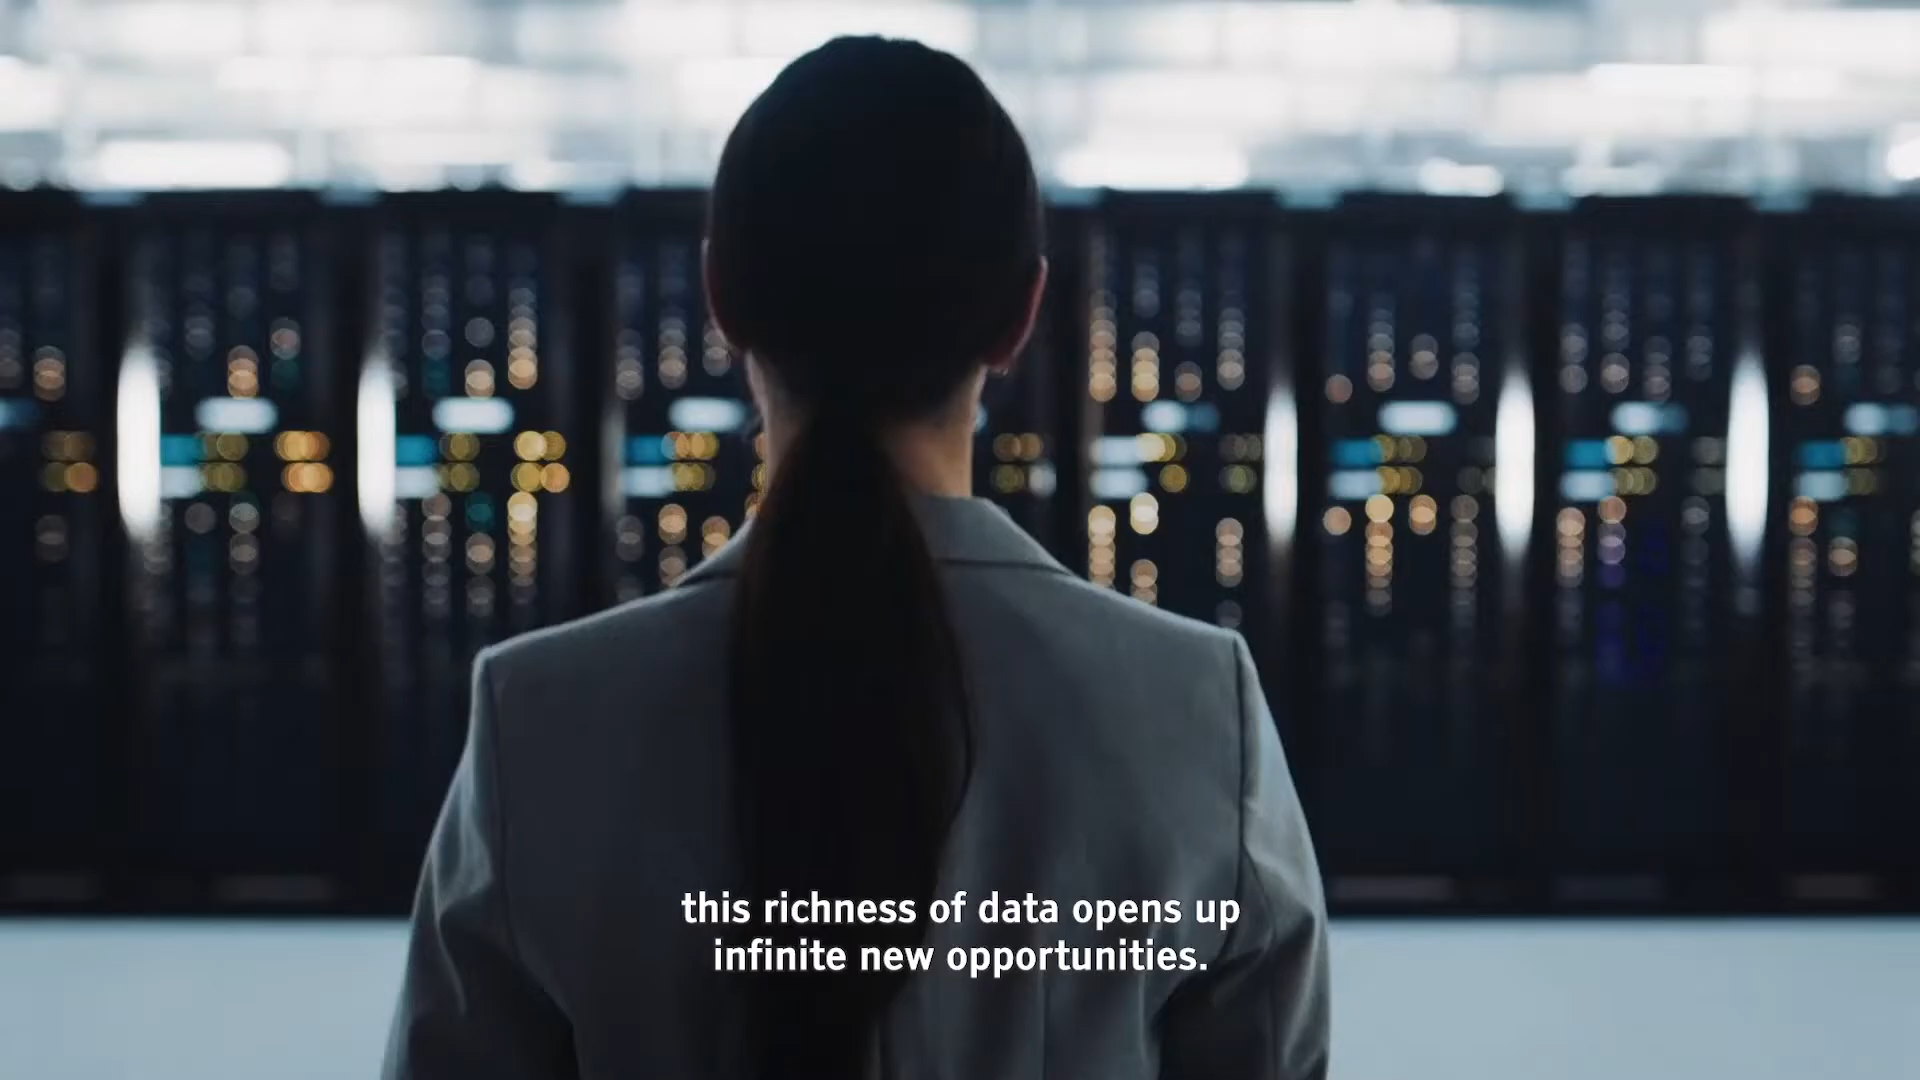 this richness of data opens up
infinite new opportunities.